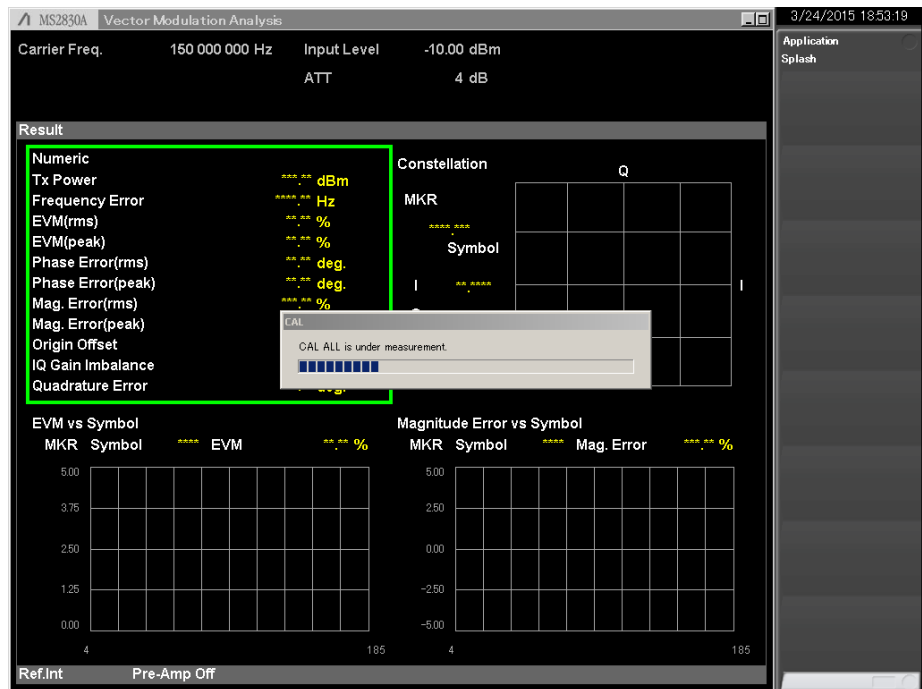 MS2830A Vector Modulation Analysis
3/24/2015 18:53:19
Application
Splash
Carrier Freq. 150 000 000 Hz Input Level -10.00 dBm
ATT 4 dB
Result
Numeric
Tx Power ***.** dBm
Frequency Error ****.** Hz
EVM(rms) **.** %
EVM(peak) **.** %
Phase Error(rms) **.** deg.
Phase Error(peak) **.** deg.
Mag. Error(rms) ***.** %
Mag. Error(peak)
Origin Offset
IQ Gain Imbalance
Quadrature Error deg.
Constellation
Q
MKR
****.***
Symbol
I **.****
I
CAL
CAL ALL is under measurement.
EVM vs Symbol
MKR Symbol **** EVM **.** %
5.00
3.75
2.50
1.25
0.00
4 185
Magnitude Error vs Symbol
MKR Symbol **** Mag. Error ***.** %
5.00
2.50
0.00
-2.50
-5.00
4 185
Ref.Int Pre-Amp Off